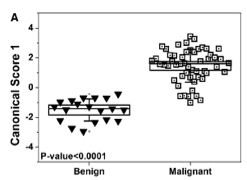 A
Canonical Score 1
4
2
0
-2
-4
P-value<0.0001
Benign Malignant